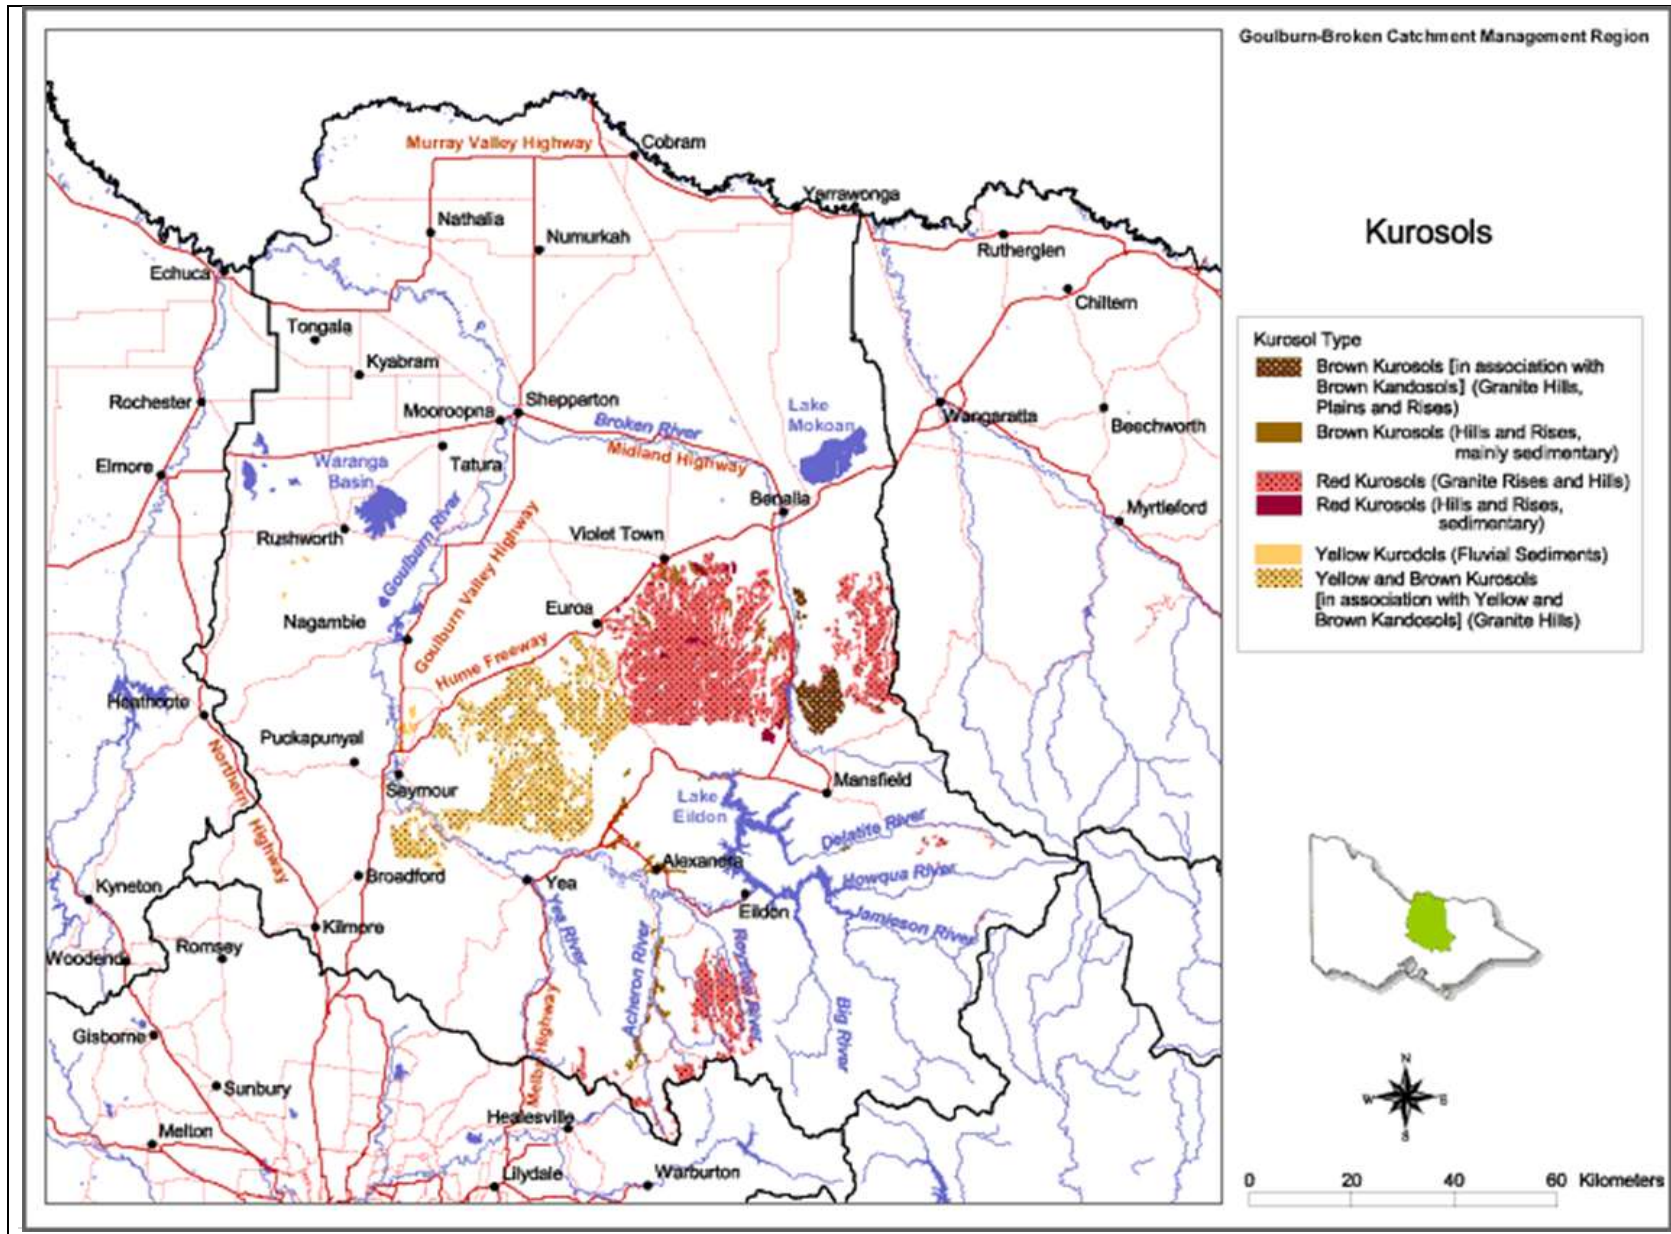 Goulburn-Broken Catchment Management Region
Kurosols
Kurosol Type
Brown Kurosols [in association with
Brown Kandosols] (Granite Hills,
Plains and Rises)
Brown Kurosols (Hills and Rises,
mainly sedimentary)
Red Kurosols (Granite Rises and Hills)
Red Kurosols (Hills and Rises,
sedimentary)
Yellow Kurodols (Fluvial Sediments)
Yellow and Brown Kurosols
[in association with Yellow and
Brown Kandosols] (Granite Hills)
Murray Valley Highway
Cobram
Yarrawonga
Nathalia
Numurkah
Rutherglen
Echuca
Chiltern
Tongala
Kyabram
Rochester
Mooroopna
Shepparton
Broken River
Lake
Mokoan
Wangaratta
Beechworth
Midland Highway
Elmore
Waranga
Basin
Tatura
Benalla
Myrtleford
Rushworth
Goulburn River
Goulburn Valley Highway
Violet Town
Euroa
Nagambie
Hume Freeway
Heathcote
Puckapunyal
Northern
Highway
Seymour
Mansfield
Lake
Eildon
Delatite River
Alexandra
Howqua River
Broadford
Yea
Kyneton
Eildon
Jamieson River
Yea River
Kilmore
Romsey
Woodend
Acheron River
River
Big River
Gisborne
Melba Highway
Sunbury
Healesville
Melton
Lilydale
Warburton
N
W
E
S
0 20 40 60 Kilometers